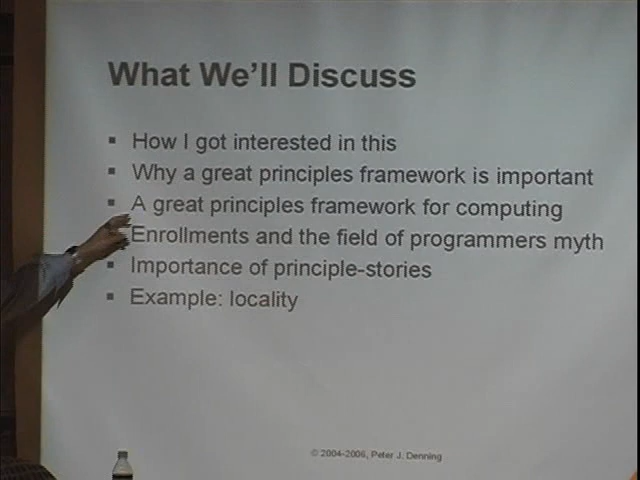 What We'll Discuss
▪ How I got interested in this
▪ Why a great principles framework is important
▪ A great principles framework for computing
Enrollments and the field of programmers myth
▪ Importance of principle-stories
▪ Example: locality
© 2004-2006, Peter J. Denning